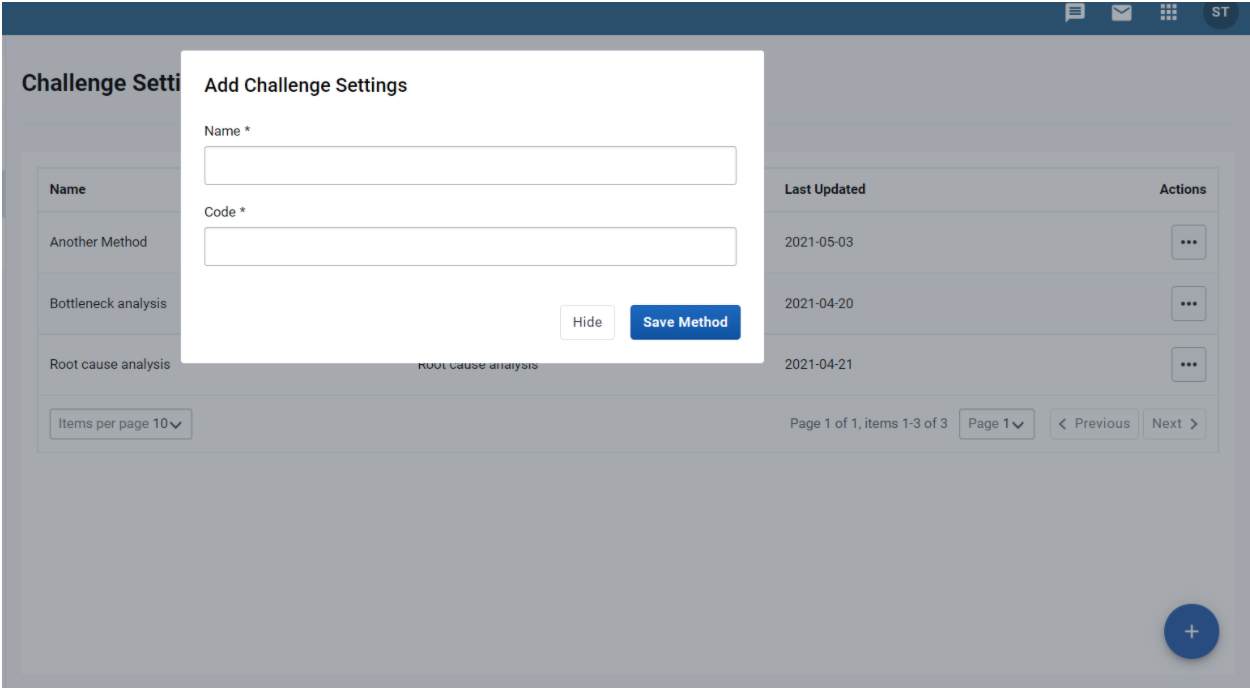 ST
Challenge Setti
Add Challenge Settings
Name *
Code *
Hide Save Method
Name Last Updated Actions
Another Method 2021-05-03
Bottleneck analysis 2021-04-20
Root cause analysis Root cause analysis 2021-04-21
Items per page 10 Page 1 of 1, items 1-3 of 3 Page 1 Previous Next